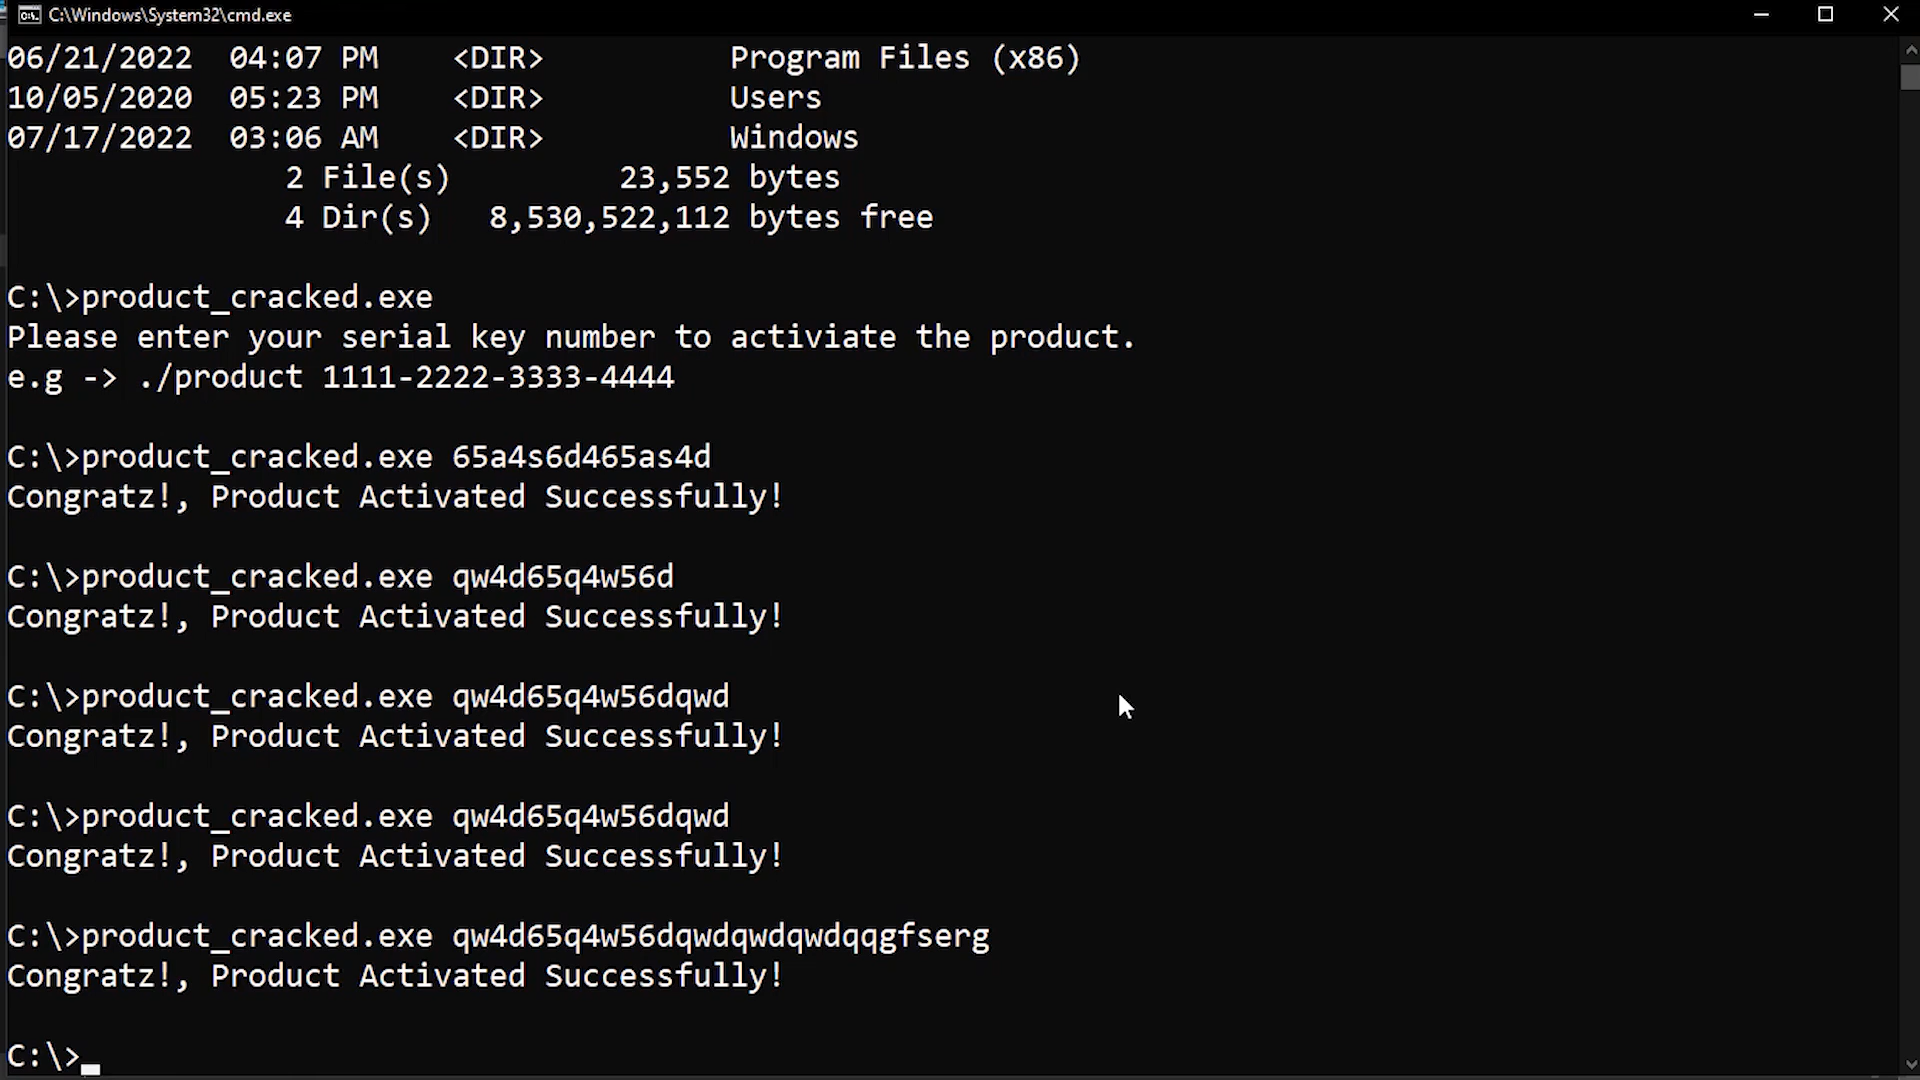 C:\Windows\System32\cmd.exe
06/21/2022  04:07 PM    <DIR>          Program Files (x86)
10/05/2020  05:23 PM    <DIR>          Users
07/17/2022  03:06 AM    <DIR>          Windows
2 File(s)         23,552 bytes
4 Dir(s)   8,530,522,112 bytes free
C:\>product_cracked.exe
Please enter your serial key number to activiate the product.
e.g -> ./product 1111-2222-3333-4444
C:\>product_cracked.exe 65a4s6d465as4d
Congratz!, Product Activated Successfully!
C:\>product_cracked.exe qw4d65q4w56d
Congratz!, Product Activated Successfully!
C:\>product_cracked.exe qw4d65q4w56dqwd
Congratz!, Product Activated Successfully!
C:\>product_cracked.exe qw4d65q4w56dqwd
Congratz!, Product Activated Successfully!
C:\>product_cracked.exe qw4d65q4w56dqwdqwdqwdqqgfserg
Congratz!, Product Activated Successfully!
C:\>